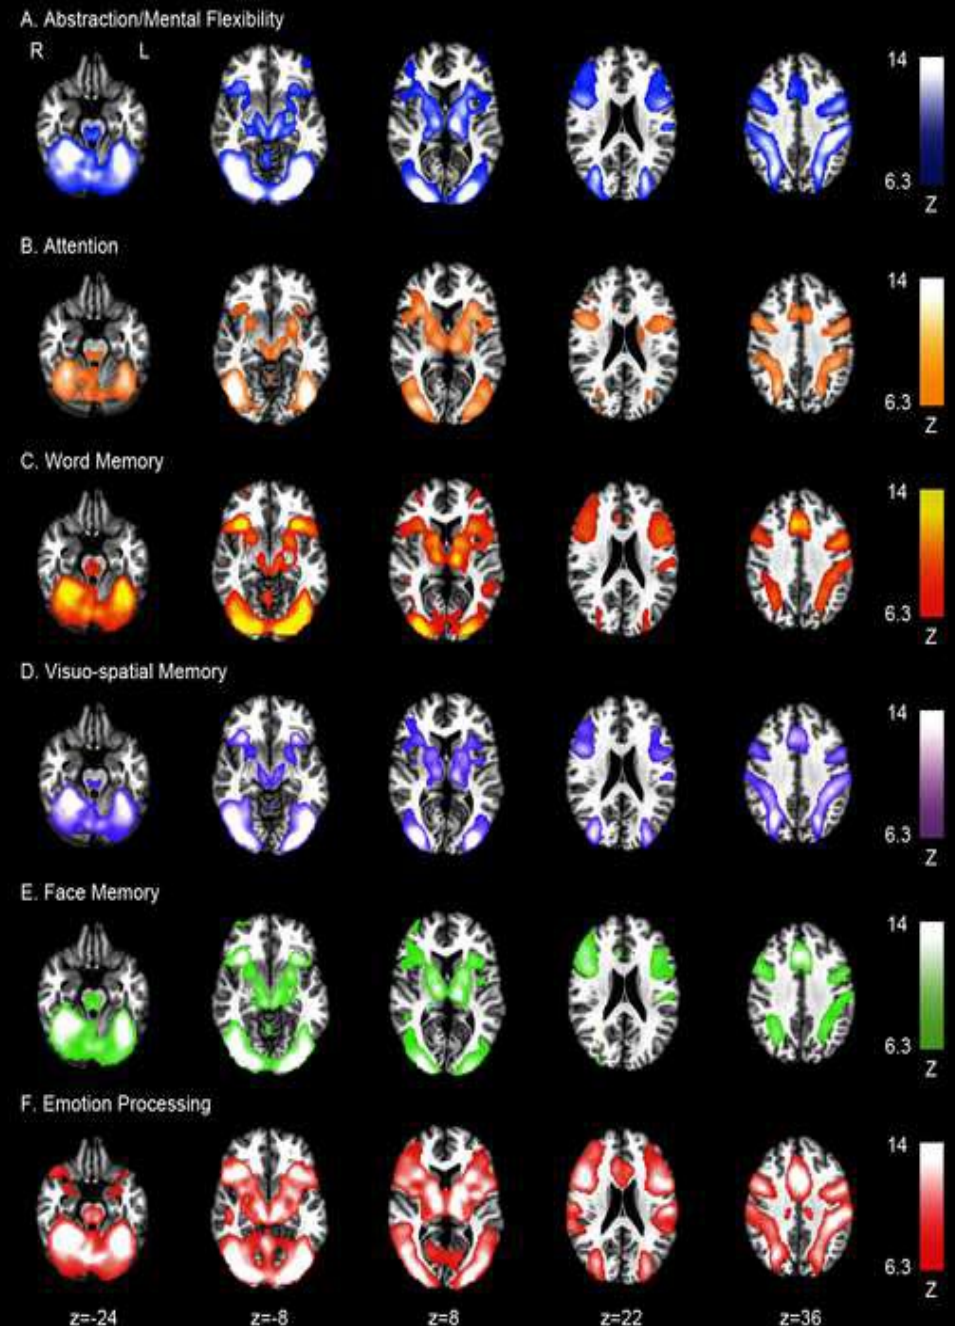 A. Abstraction/Mental Flexibility
R L
14
6.3
Z
B. Attention
14
6.3
Z
C. Word Memory
14
6.3
Z
D. Visuo-spatial Memory
14
6.3
Z
E. Face Memory
14
6.3
Z
F. Emotion Processing
14
6.3
Z
z=-24 z=-8 z=8 z=22 z=36